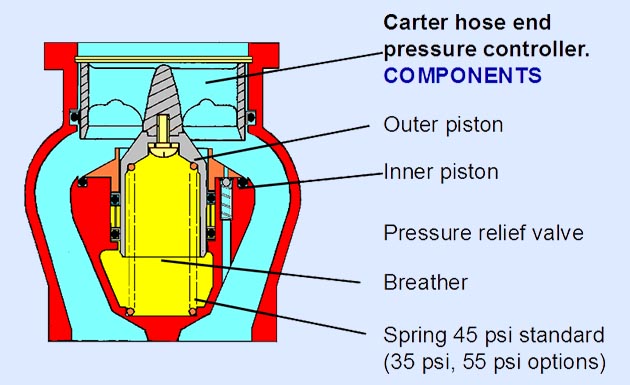 Carter hose end
pressure controller.
COMPONENTS
Outer piston
Inner piston
Pressure relief valve
Breather
Spring 45 psi standard
(35 psi, 55 psi options)